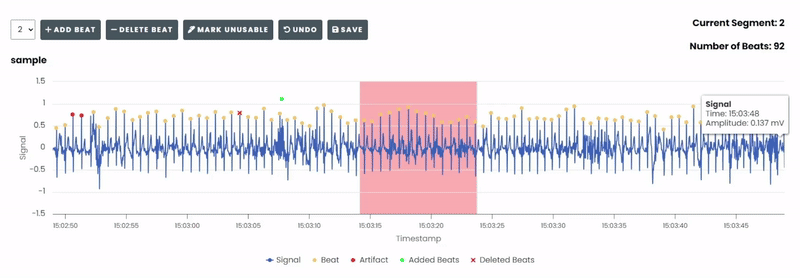 2 + ADD BEAT — DELETE BEAT MARK UNUSABLE UNDO SAVE
Current Segment: 2
Number of Beats: 92
sample
1.5
1
0.5
0
−0.5
−1
−1.5
Signal
Signal
Time: 15:03:48
Amplitude: 0.137 mV
15:02:50 15:02:55 15:03:00 15:03:05 15:03:10 15:03:15 15:03:20 15:03:25 15:03:30 15:03:35 15:03:40 15:03:45
Timestamp
Signal Beat Artifact Added Beats Deleted Beats